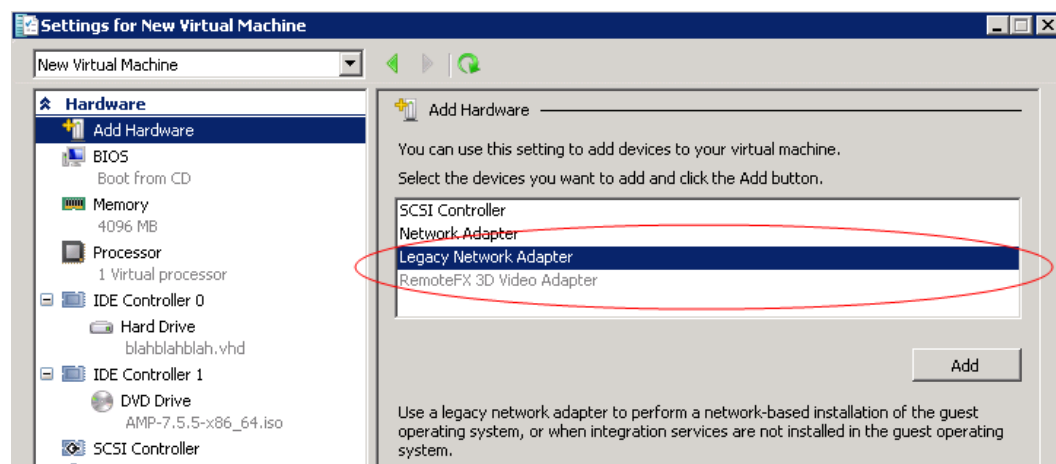 Settings for New Virtual Machine
New Virtual Machine
Hardware
Add Hardware
BIOS
Boot from CD
Memory
4096 MB
Processor
1 Virtual processor
IDE Controller 0
Hard Drive
blahblahblah.vhd
IDE Controller 1
DVD Drive
AMP-7.5.5-x86_64.iso
SCSI Controller
Add Hardware
You can use this setting to add devices to your virtual machine.
Select the devices you want to add and click the Add button.
SCSI Controller
Network Adapter
Legacy Network Adapter
RemoteFX 3D Video Adapter
Add
Use a legacy network adapter to perform a network-based installation of the guest
operating system, or when integration services are not installed in the guest operating
system.